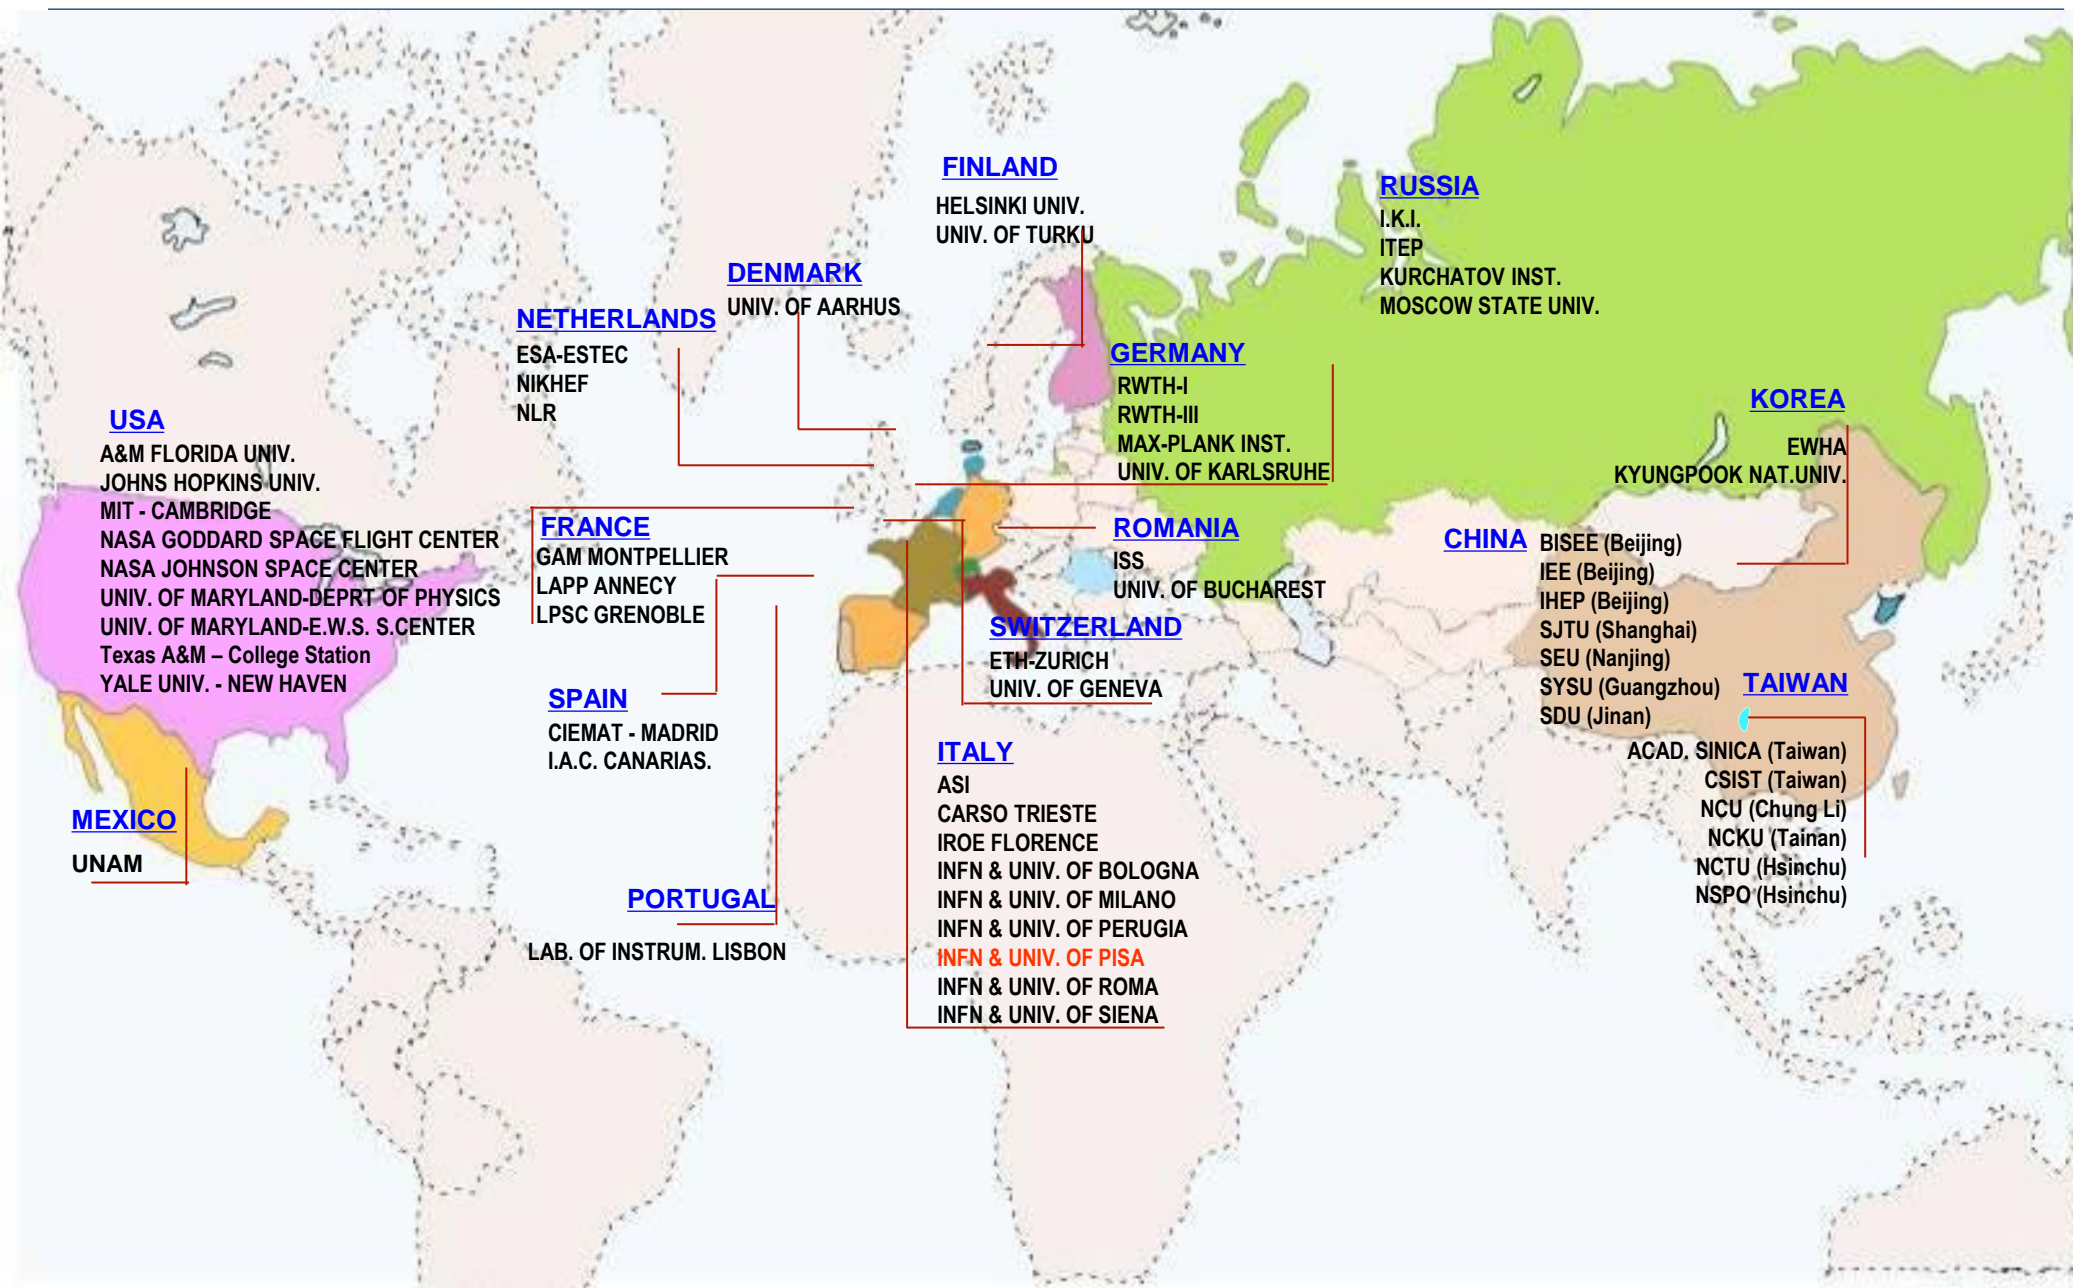 FINLAND
HELSINKI UNIV.
UNIV. OF TURKU
RUSSIA
I.K.I.
ITEP
KURCHATOV INST.
MOSCOW STATE UNIV.
DENMARK
UNIV. OF AARHUS
NETHERLANDS
ESA-ESTEC
NIKHEF
NLR
GERMANY
RWTH-I
RWTH-III
MAX-PLANK INST.
UNIV. OF KARLSRUHE
KOREA
EWHA
KYUNGPOOK NAT.UNIV.
USA
A&M FLORIDA UNIV.
JOHNS HOPKINS UNIV.
MIT - CAMBRIDGE
NASA GODDARD SPACE FLIGHT CENTER
NASA JOHNSON SPACE CENTER
UNIV. OF MARYLAND-DEPRT OF PHYSICS
UNIV. OF MARYLAND-E.W.S. S.CENTER
Texas A&M – College Station
YALE UNIV. - NEW HAVEN
FRANCE
GAM MONTPELLIER
LAPP ANNECY
LPSC GRENOBLE
ROMANIA
ISS
UNIV. OF BUCHAREST
CHINA
BISEE (Beijing)
IEE (Beijing)
IHEP (Beijing)
SJTU (Shanghai)
SEU (Nanjing)
SYSU (Guangzhou)
SDU (Jinan)
SWITZERLAND
ETH-ZURICH
UNIV. OF GENEVA
SPAIN
CIEMAT - MADRID
I.A.C. CANARIAS.
TAIWAN
ACAD. SINICA (Taiwan)
CSIST (Taiwan)
NCU (Chung Li)
NCKU (Tainan)
NCTU (Hsinchu)
NSPO (Hsinchu)
ITALY
ASI
CARSO TRIESTE
IROE FLORENCE
INFN & UNIV. OF BOLOGNA
INFN & UNIV. OF MILANO
INFN & UNIV. OF PERUGIA
INFN & UNIV. OF PISA
INFN & UNIV. OF ROMA
INFN & UNIV. OF SIENA
MEXICO
UNAM
PORTUGAL
LAB. OF INSTRUM. LISBON